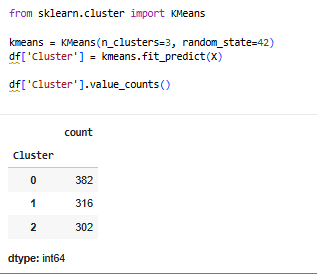 from sklearn.cluster import KMeans
kmeans = KMeans(n_clusters=3, random_state=42)
df['Cluster'] = kmeans.fit_predict(X)
df['Cluster'].value_counts()
count
Cluster
0 382
1 316
2 302
dtype: int64